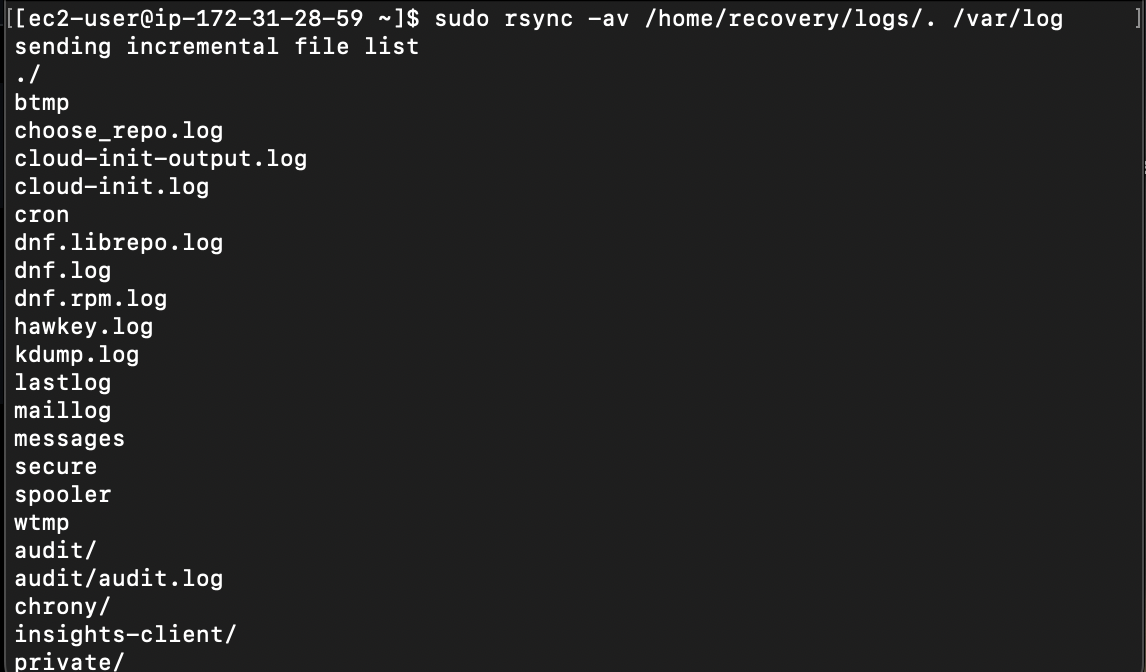 [[ec2-user@ip-172-31-28-59 ~]$ sudo rsync -av /home/recovery/logs/. /var/log ]
sending incremental file list
./
btmp
choose_repo.log
cloud-init-output.log
cloud-init.log
cron
dnf.librepo.log
dnf.log
dnf.rpm.log
hawkey.log
kdump.log
lastlog
maillog
messages
secure
spooler
wtmp
audit/
audit/audit.log
chrony/
insights-client/
private/